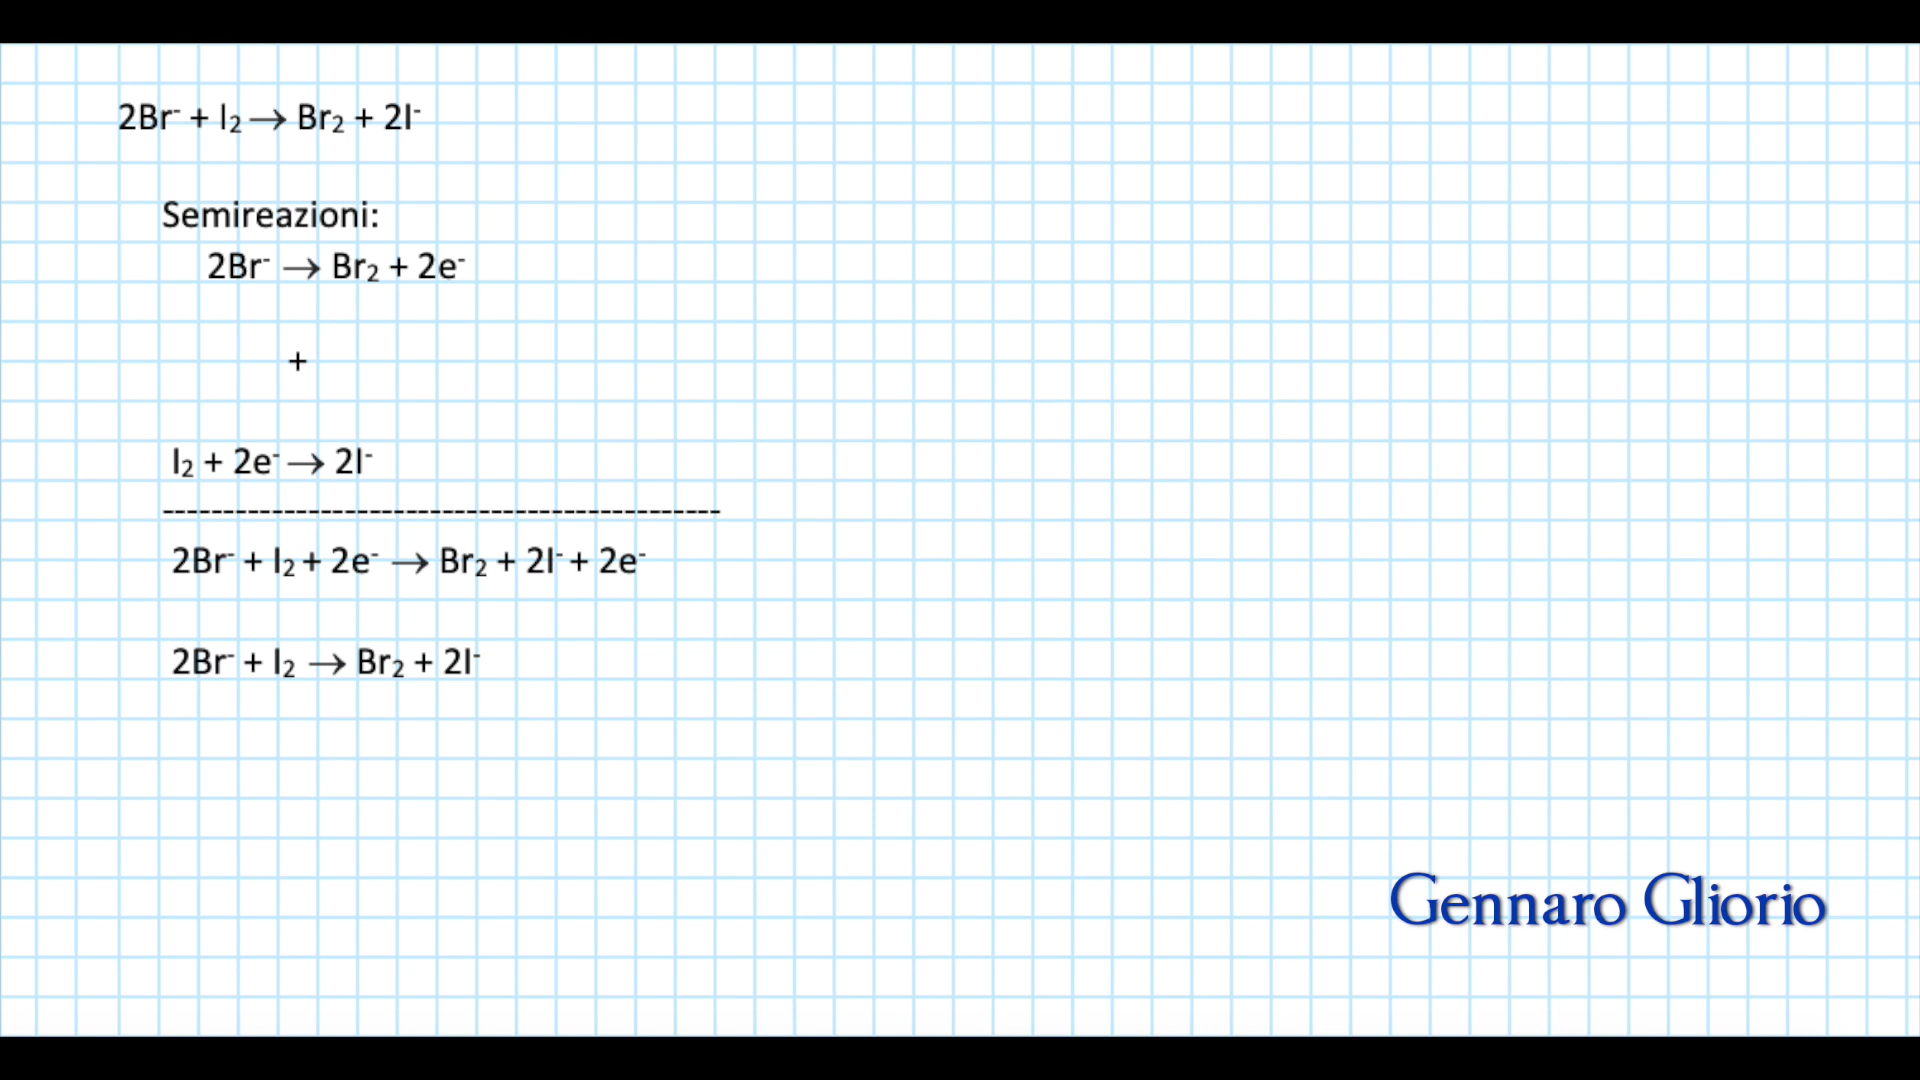 2Br⁻ + I₂ → Br₂ + 2I⁻
Semireazioni:
2Br⁻ → Br₂ + 2e⁻
+
I₂ + 2e⁻ → 2I⁻
----------------------------------------------
2Br⁻ + I₂ + 2e⁻ → Br₂ + 2I⁻ + 2e⁻
2Br⁻ + I₂ → Br₂ + 2I⁻
Gennaro Gliorio